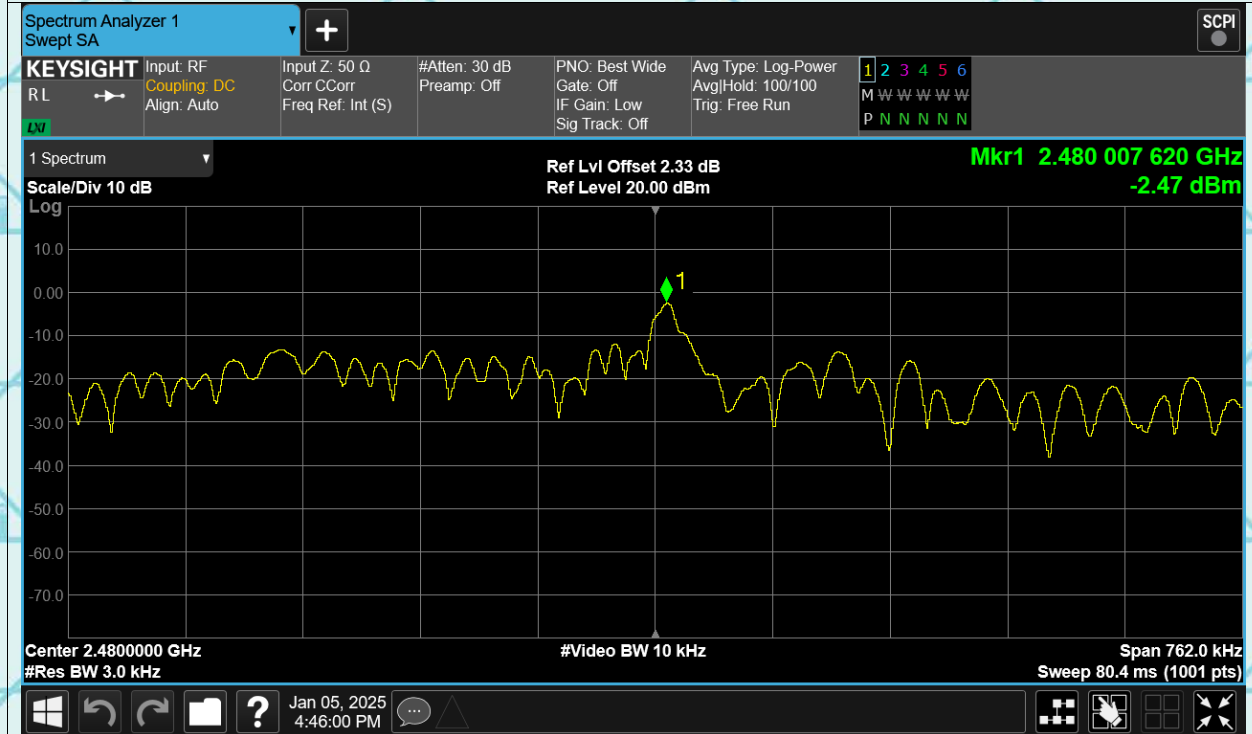 Spectrum Analyzer 1
Swept SA
+
SCPI
KEYSIGHT
RL
LXI
Input: RF
Coupling: DC
Align: Auto
Input Z: 50 Ω
Corr CCorr
Freq Ref: Int (S)
#Atten: 30 dB
Preamp: Off
PNO: Best Wide
Gate: Off
IF Gain: Low
Sig Track: Off
Avg Type: Log-Power
Avg|Hold: 100/100
Trig: Free Run
1 2 3 4 5 6
M W W W W W
P N N N N N
1 Spectrum
Scale/Div 10 dB
Log
Ref Lvl Offset 2.33 dB
Ref Level 20.00 dBm
Mkr1 2.480 007 620 GHz
-2.47 dBm
10.0
0.00
-10.0
-20.0
-30.0
-40.0
-50.0
-60.0
-70.0
1
Center 2.4800000 GHz
#Res BW 3.0 kHz
#Video BW 10 kHz
Span 762.0 kHz
Sweep 80.4 ms (1001 pts)
?
Jan 05, 2025
4:46:00 PM